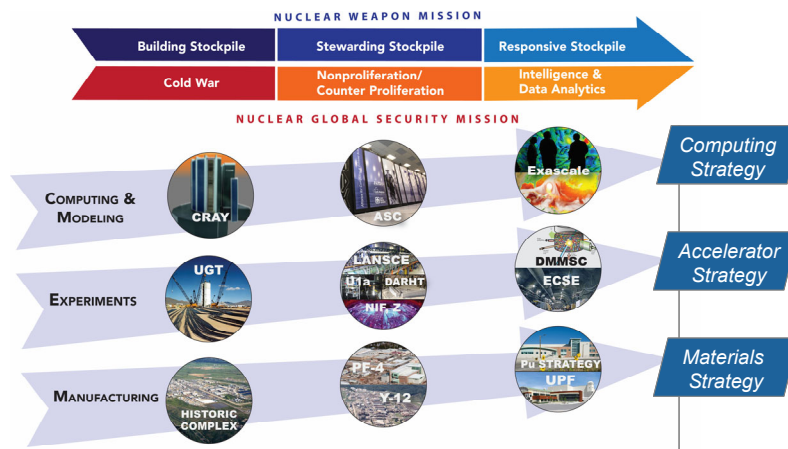 NUCLEAR WEAPON MISSION
Building Stockpile
Stewarding Stockpile
Responsive Stockpile
Cold War
Nonproliferation/
Counter Proliferation
Intelligence &
Data Analytics
NUCLEAR GLOBAL SECURITY MISSION
COMPUTING &
MODELING
CRAY
ASC
Exascale
Computing
Strategy
EXPERIMENTS
UGT
LANSCE
U1a DARHT
NIF Z
DMMSC
ECSE
Accelerator
Strategy
MANUFACTURING
HISTORIC
COMPLEX
PF-4
Y-12
Pu STRATEGY
UPF
Materials
Strategy